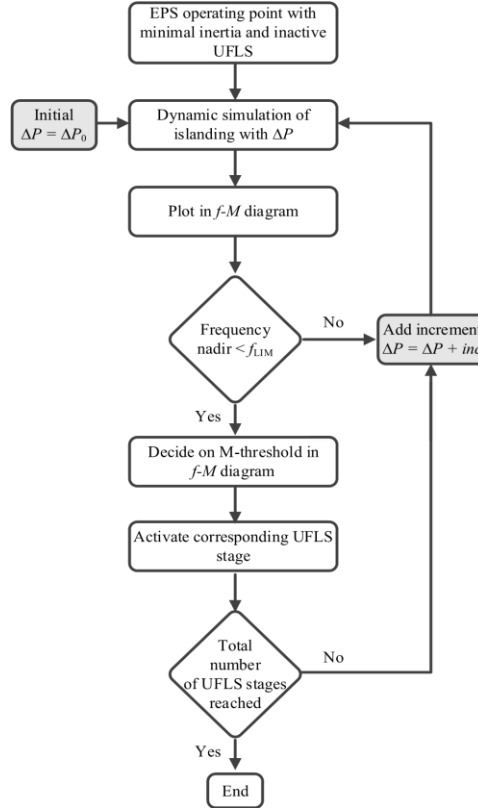 EPS operating point with
minimal inertia and inactive
UFLS
Initial
ΔP = ΔP₀
Dynamic simulation of
islanding with ΔP
Plot in f-M diagram
Frequency
nadir < f_LIM
No
Add increment
ΔP = ΔP +
Yes
Decide on M-threshold in
f-M diagram
Activate corresponding UFLS
stage
Total
number
of UFLS stages
reached
No
Yes
End